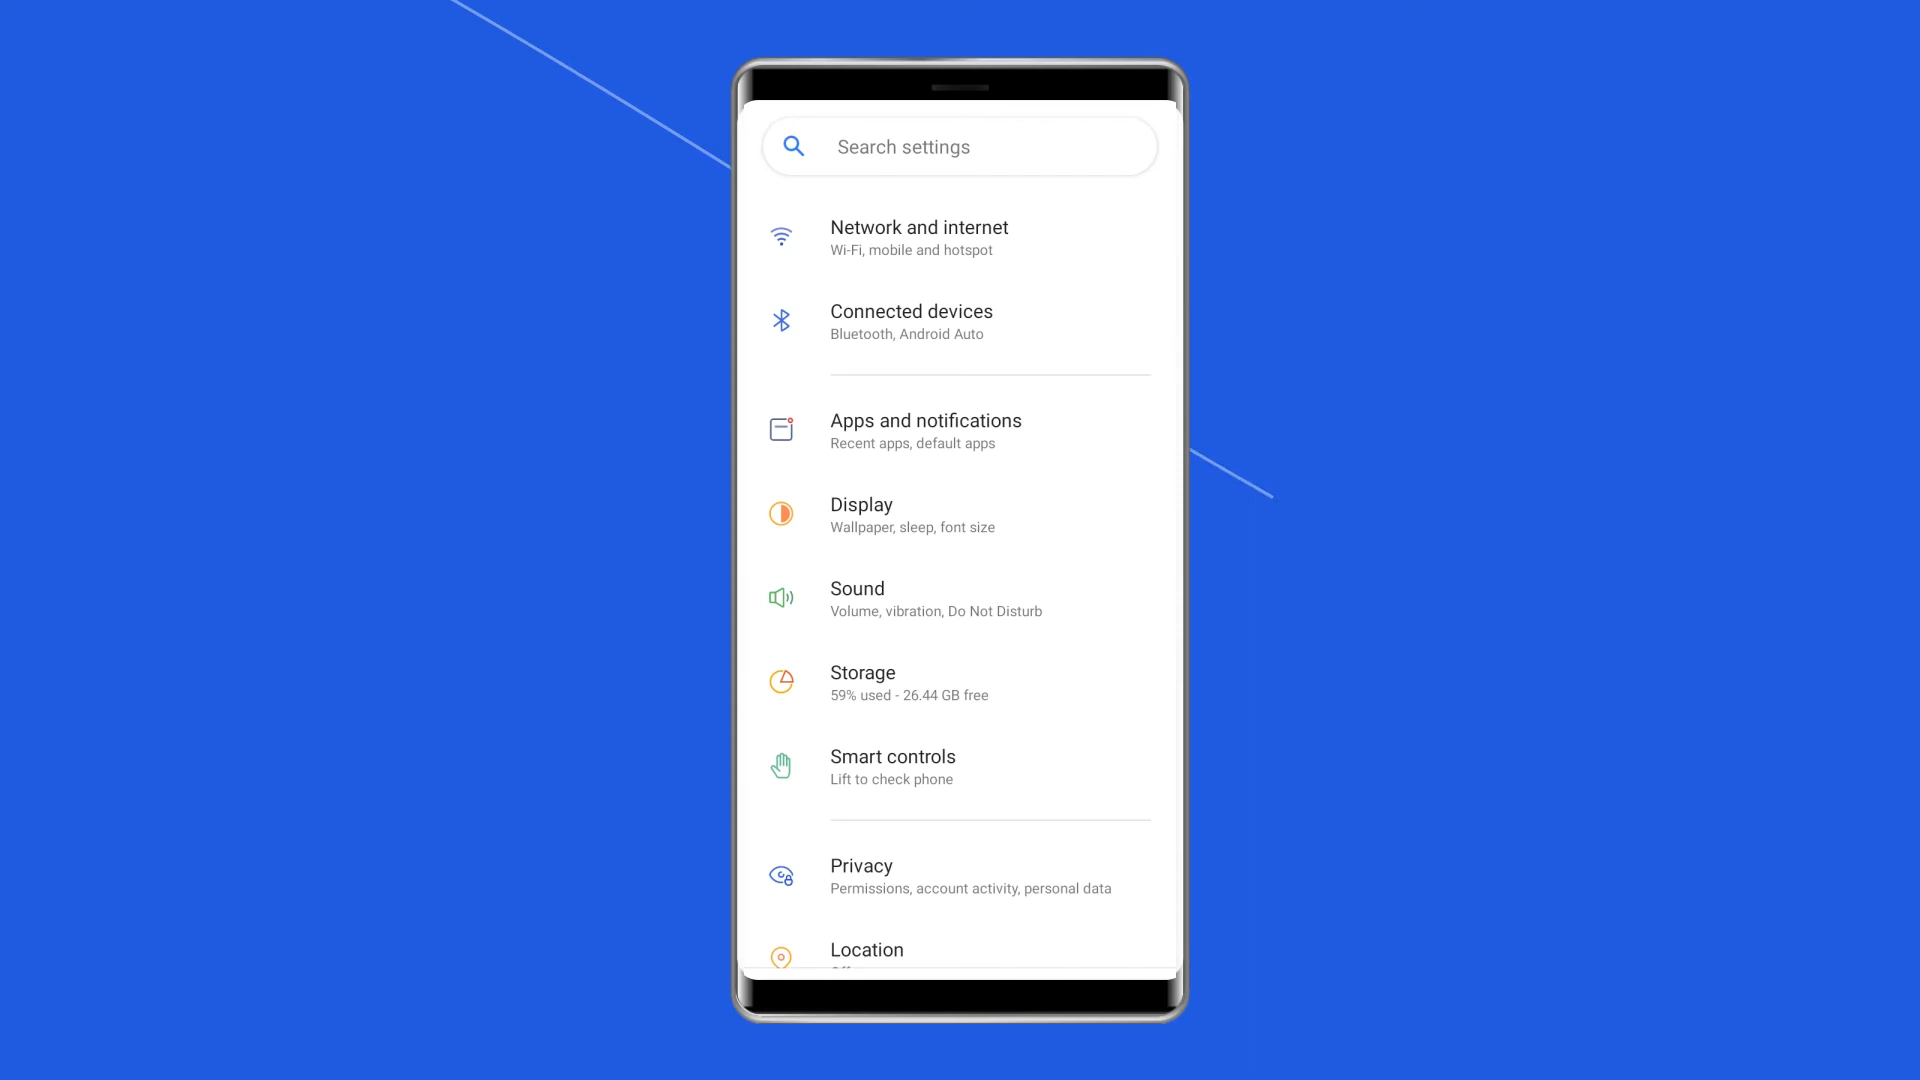 Search settings
Network and internet
Wi-Fi, mobile and hotspot
Connected devices
Bluetooth, Android Auto
Apps and notifications
Recent apps, default apps
Display
Wallpaper, sleep, font size
Sound
Volume, vibration, Do Not Disturb
Storage
59% used - 26.44 GB free
Smart controls
Lift to check phone
Privacy
Permissions, account activity, personal data
Location